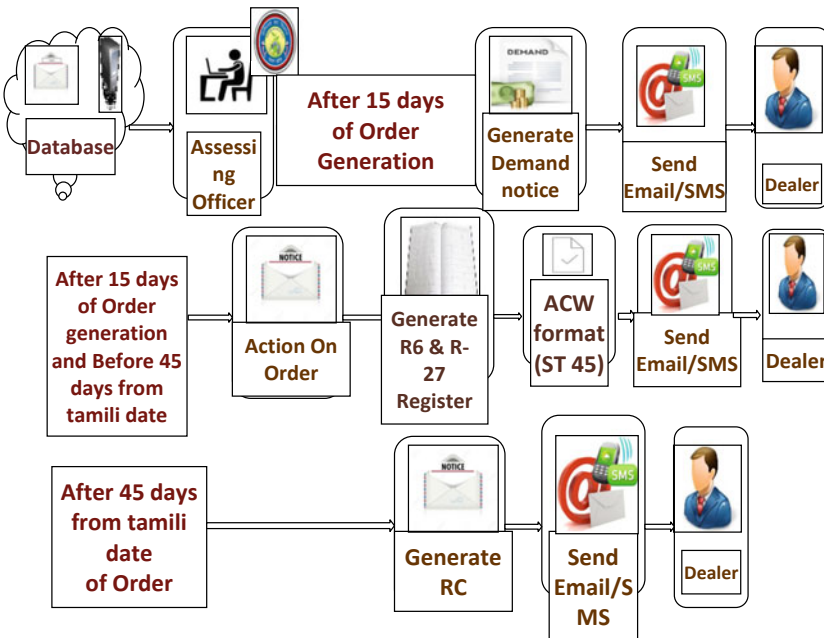 Database
Assessi
ng
Officer
After 15 days
of Order
Generation
DEMAND
Generate
Demand
notice
SMS
Send
Email/SMS
Dealer
After 15 days
of Order
generation
and Before 45
days from
tamili date
NOTICE
Action On
Order
Generate
R6 & R-
27
Register
ACW
format
(ST 45)
SMS
Send
Email/SMS
Dealer
After 45 days
from tamili
date
of Order
NOTICE
Generate
RC
SMS
Send
Email/S
MS
Dealer